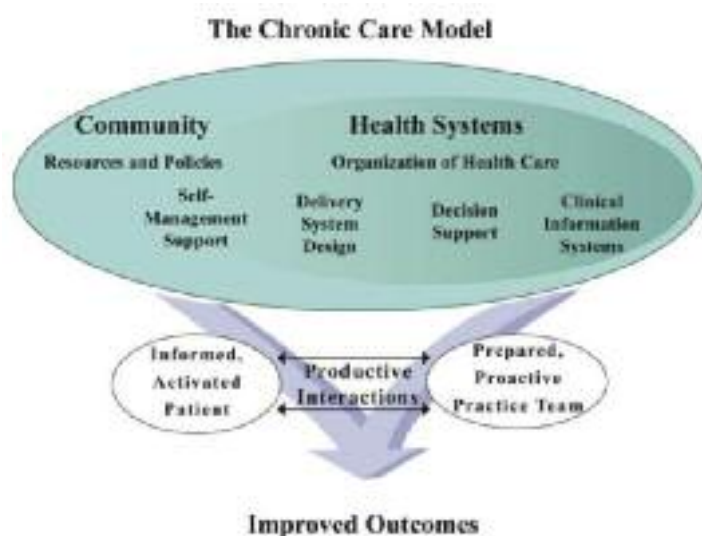 The Chronic Care Model
Community
Health Systems
Resources and Policies
Organization of Health Care
Self-
Management
Support
Delivery
System
Design
Decision
Support
Clinical
Information
Systems
Informed,
Activated
Patient
Productive
Interactions
Prepared,
Proactive
Practice Team
Improved Outcomes